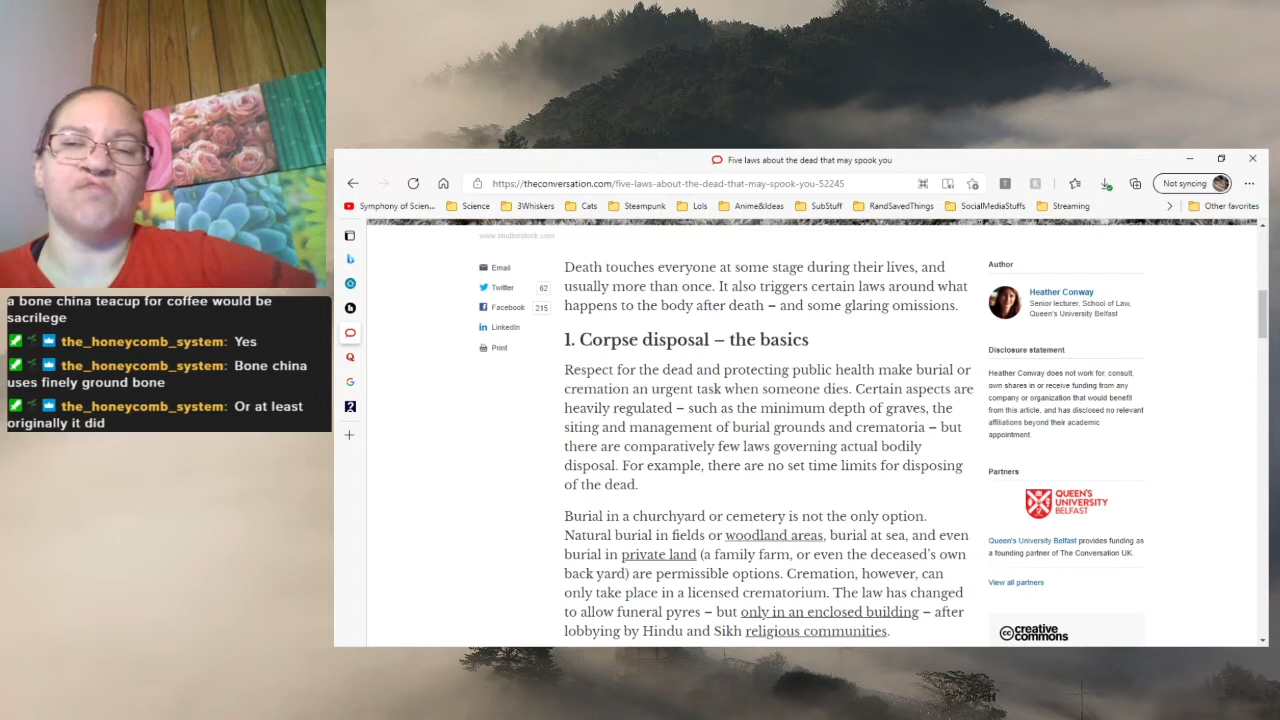 a bone china teacup for coffee would be
sacrilege
the_honeycomb_system: Yes
the_honeycomb_system: Bone china
uses finely ground bone
the_honeycomb_system: Or at least
originally it did
Five laws about the dead that may spook you
https://theconversation.com/five-laws-about-the-dead-that-may-spook-you-52245
Not syncing
Symphony of Scien...
Science
3Whiskers
Cats
Steampunk
Lols
Anime&Ideas
SubStuff
RandSavedThings
SocialMediaStuffs
Streaming
Other favorites
www.shutterstock.com
Email
Twitter 62
Facebook 215
LinkedIn
Print
Death touches everyone at some stage during their lives, and
usually more than once. It also triggers certain laws around what
happens to the body after death – and some glaring omissions.
1. Corpse disposal – the basics
Respect for the dead and protecting public health make burial or
cremation an urgent task when someone dies. Certain aspects are
heavily regulated – such as the minimum depth of graves, the
siting and management of burial grounds and crematoria – but
there are comparatively few laws governing actual bodily
disposal. For example, there are no set time limits for disposing
of the dead.
Burial in a churchyard or cemetery is not the only option.
Natural burial in fields or woodland areas, burial at sea, and even
burial in private land (a family farm, or even the deceased's own
back yard) are permissible options. Cremation, however, can
only take place in a licensed crematorium. The law has changed
to allow funeral pyres – but only in an enclosed building – after
lobbying by Hindu and Sikh religious communities.
Author
Heather Conway
Senior lecturer, School of Law,
Queen's University Belfast
Disclosure statement
Heather Conway does not work for, consult,
own shares in or receive funding from any
company or organization that would benefit
from this article, and has disclosed no relevant
affiliations beyond their academic
appointment.
Partners
QUEEN'S
UNIVERSITY
BELFAST
Queen's University Belfast provides funding as
a founding partner of The Conversation UK.
View all partners
creative
commons